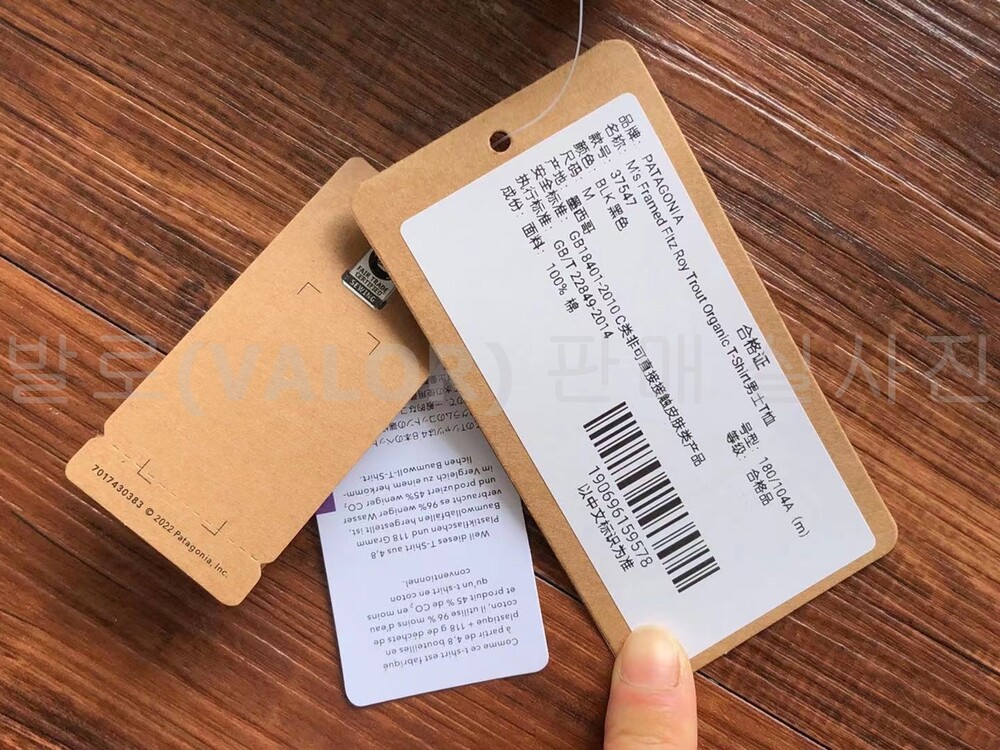 合格证
品牌: PATAGONIA
名称: M's Framed Fitz Roy Trout Organic T-Shirt男士T恤
款号: 37547
颜色: BLK 黑色
号型: 180/104A (m)
尺码: M
等级: 合格品
产地: 墨西哥
安全标准: GB18401-2010 C类非可直接接触皮肤类产品
执行标准: GB/T 22849-2014
成份: 面料: 100% 棉
190696159578
以中文标识为准
FAIR TRADE
CERTIFIED
SEWING
7017430383 © 2022 Patagonia, Inc.
Weil dieses T-Shirt aus 4,8
Plastikflaschen und 118 Gramm
Baumwollabfällen hergestellt ist,
verbraucht es 96% weniger Wasser
und produziert 45% weniger CO₂
im Vergleich zu einem herkömm-
lichen Baumwoll-T-Shirt.
Comme ce t-shirt est fabriqué
à partir de 4,8 bouteilles en
plastique + 118 g de déchets de
coton, il utilise 96% moins d'eau
et produit 45% de CO₂ en moins
qu'un t-shirt en coton
conventionnel.
발로(VALOR) 판매 실사진